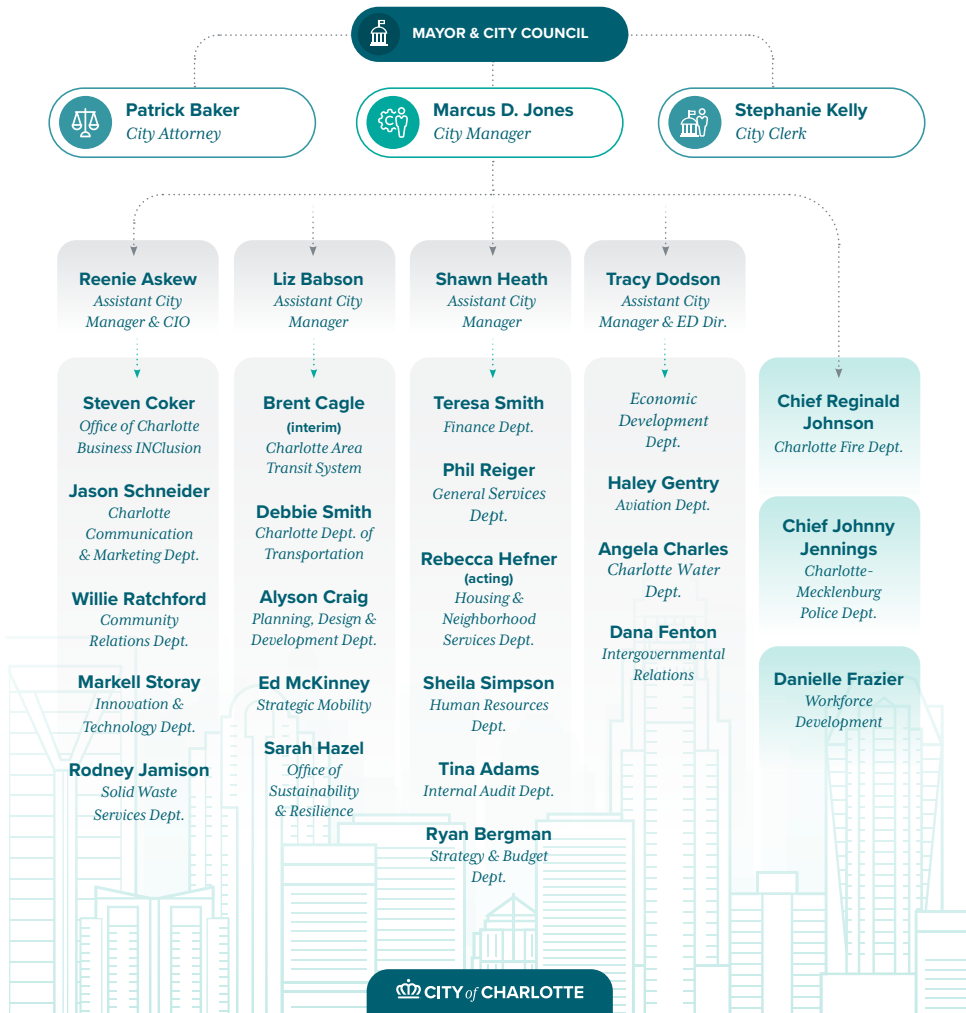 MAYOR & CITY COUNCIL
Patrick Baker
City Attorney
Marcus D. Jones
City Manager
Stephanie Kelly
City Clerk
Reenie Askew
Assistant City
Manager & CIO
Liz Babson
Assistant City
Manager
Shawn Heath
Assistant City
Manager
Tracy Dodson
Assistant City
Manager & ED Dir.
Steven Coker
Office of Charlotte
Business INClusion
Jason Schneider
Charlotte
Communication
& Marketing Dept.
Willie Ratchford
Community
Relations Dept.
Markell Storay
Innovation &
Technology Dept.
Rodney Jamison
Solid Waste
Services Dept.
Brent Cagle
(interim)
Charlotte Area
Transit System
Debbie Smith
Charlotte Dept. of
Transportation
Alyson Craig
Planning, Design &
Development Dept.
Ed McKinney
Strategic Mobility
Sarah Hazel
Office of
Sustainability
& Resilience
Teresa Smith
Finance Dept.
Phil Reiger
General Services
Dept.
Rebecca Hefner
(acting)
Housing &
Neighborhood
Services Dept.
Sheila Simpson
Human Resources
Dept.
Tina Adams
Internal Audit Dept.
Ryan Bergman
Strategy & Budget
Dept.
Economic
Development
Dept.
Haley Gentry
Aviation Dept.
Angela Charles
Charlotte Water
Dept.
Dana Fenton
Intergovernmental
Relations
Chief Reginald
Johnson
Charlotte Fire Dept.
Chief Johnny
Jennings
Charlotte-
Mecklenburg
Police Dept.
Danielle Frazier
Workforce
Development
CITY of CHARLOTTE